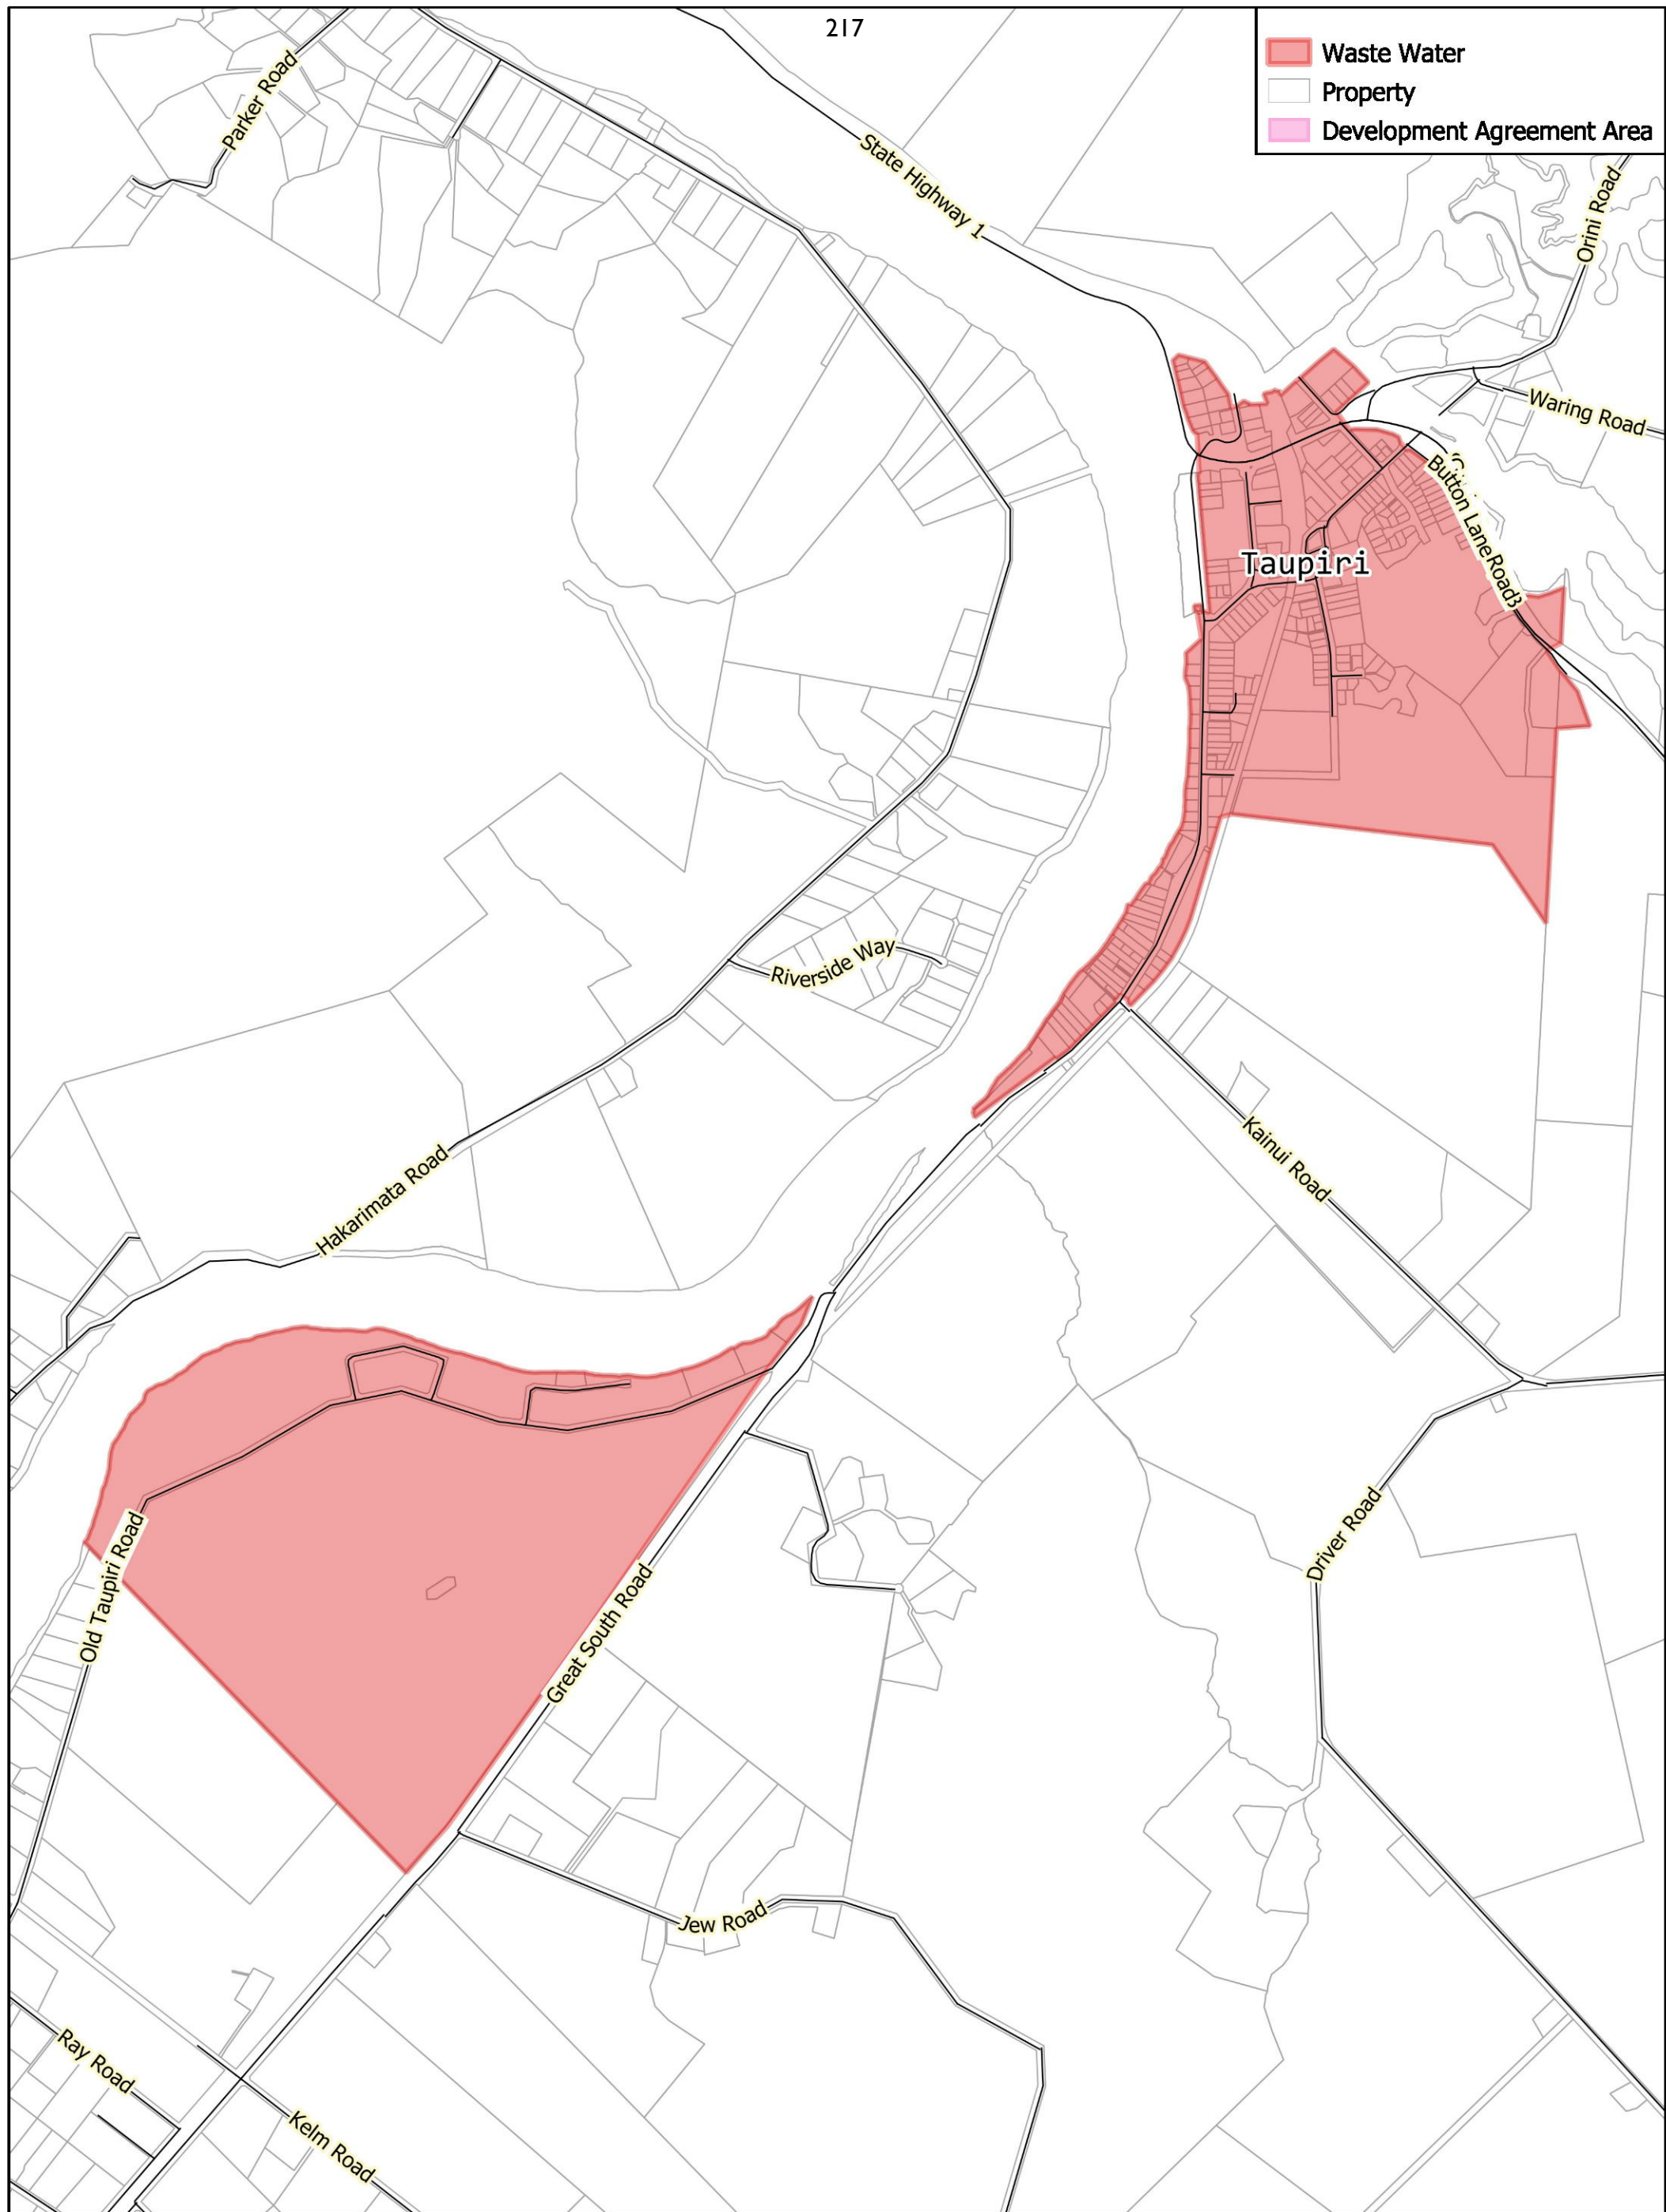 217
Waste Water
Property
Development Agreement Area
Parker Road
State Highway 1
Orini Road
Waring Road
Button Lane
Road
Taupiri
Riverside Way
Hakarimata Road
Kainui Road
Driver Road
Old Taupiri Road
Great South Road
Jew Road
Ray Road
Kelm Road